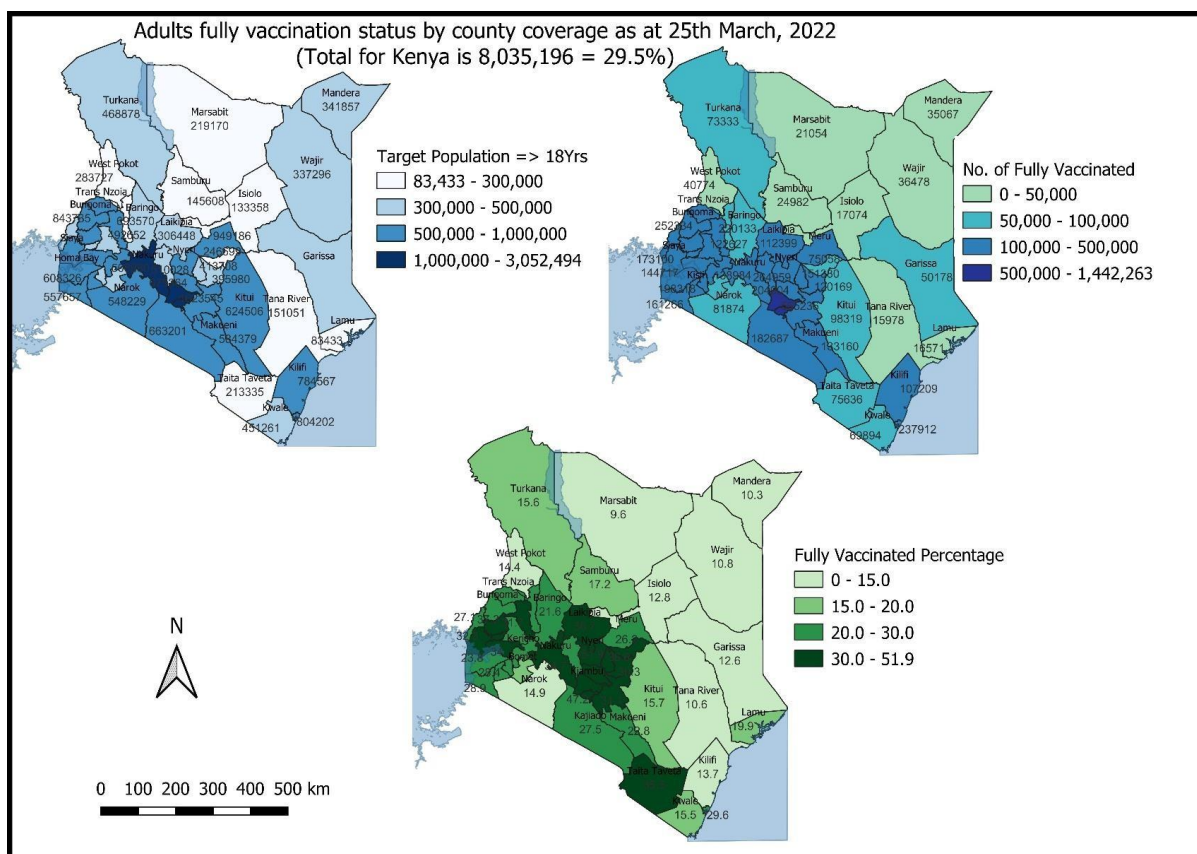 Adults fully vaccination status by county coverage as at 25th March, 2022
(Total for Kenya is 8,035,196 = 29.5%)
Turkana
468878
Marsabit
219170
Mandera
341857
Wajir
337296
West Pokot
283727
Samburu
145608
Isiolo
133358
Trans Nzoia
Bungoma
Baringo
Laikipia
306448
949186
492652
Nyeri
Nakuru
Homa Bay
608326
557657
Narok
548229
395980
Garissa
Kitui
624506
Tana River
151051
663201
Makueni
Lamu
83433
Kilifi
784567
Taita Taveta
213335
Kwale
451261
804202
Target Population => 18Yrs
83,433 - 300,000
300,000 - 500,000
500,000 - 1,000,000
1,000,000 - 3,052,494
Turkana
73333
Marsabit
21054
Mandera
35067
Wajir
36478
West Pokot
40774
Samburu
24982
Isiolo
17074
Trans Nzoia
Bungoma
Baringo
Laikipia
112399
Meru
Nyeri
Garissa
50178
144717
161266
Narok
81874
Kitui
98319
Tana River
15978
182687
Makueni
Lamu
16571
Kilifi
107209
Taita Taveta
75636
Kwale
69894
237912
No. of Fully Vaccinated
0 - 50,000
50,000 - 100,000
100,000 - 500,000
500,000 - 1,442,263
Turkana
15.6
Marsabit
9.6
Mandera
10.3
Wajir
10.8
West Pokot
14.4
Samburu
17.2
Isiolo
12.8
Trans Nzoia
Bungoma
Baringo
21.6
Laikipia
Meru
Kericho
Nakuru
Nyeri
Garissa
12.6
28.9
Narok
14.9
Kiambu
Kitui
15.7
Tana River
10.6
Kajiado
27.5
Makueni
22.8
Lamu
19.9
Kilifi
13.7
Taita Taveta
Kwale
15.5
29.6
Fully Vaccinated Percentage
0 - 15.0
15.0 - 20.0
20.0 - 30.0
30.0 - 51.9
N
0 100 200 300 400 500 km